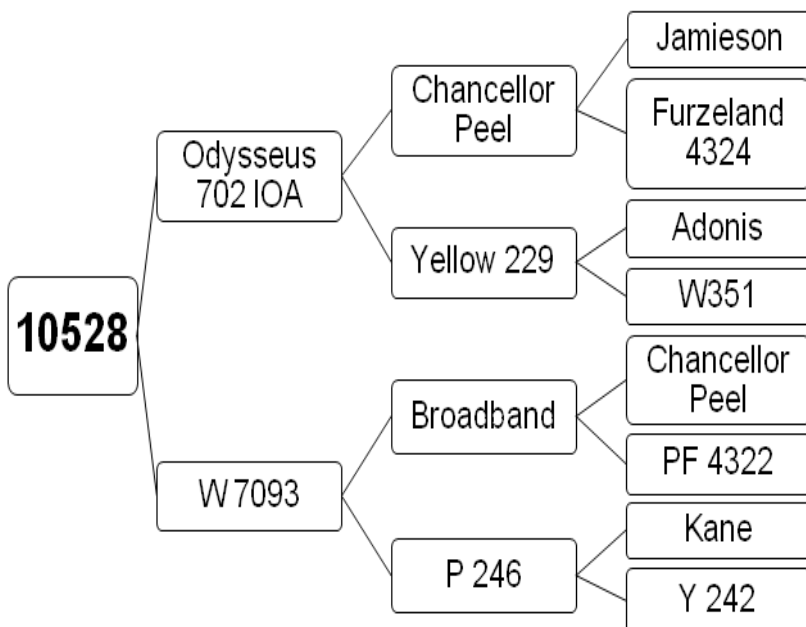 Jamieson
Chancellor
Peel
Furzeland
4324
Odysseus
702 IOA
Adonis
Yellow 229
W351
10528
Chancellor
Peel
Broadband
PF 4322
W 7093
Kane
P 246
Y 242